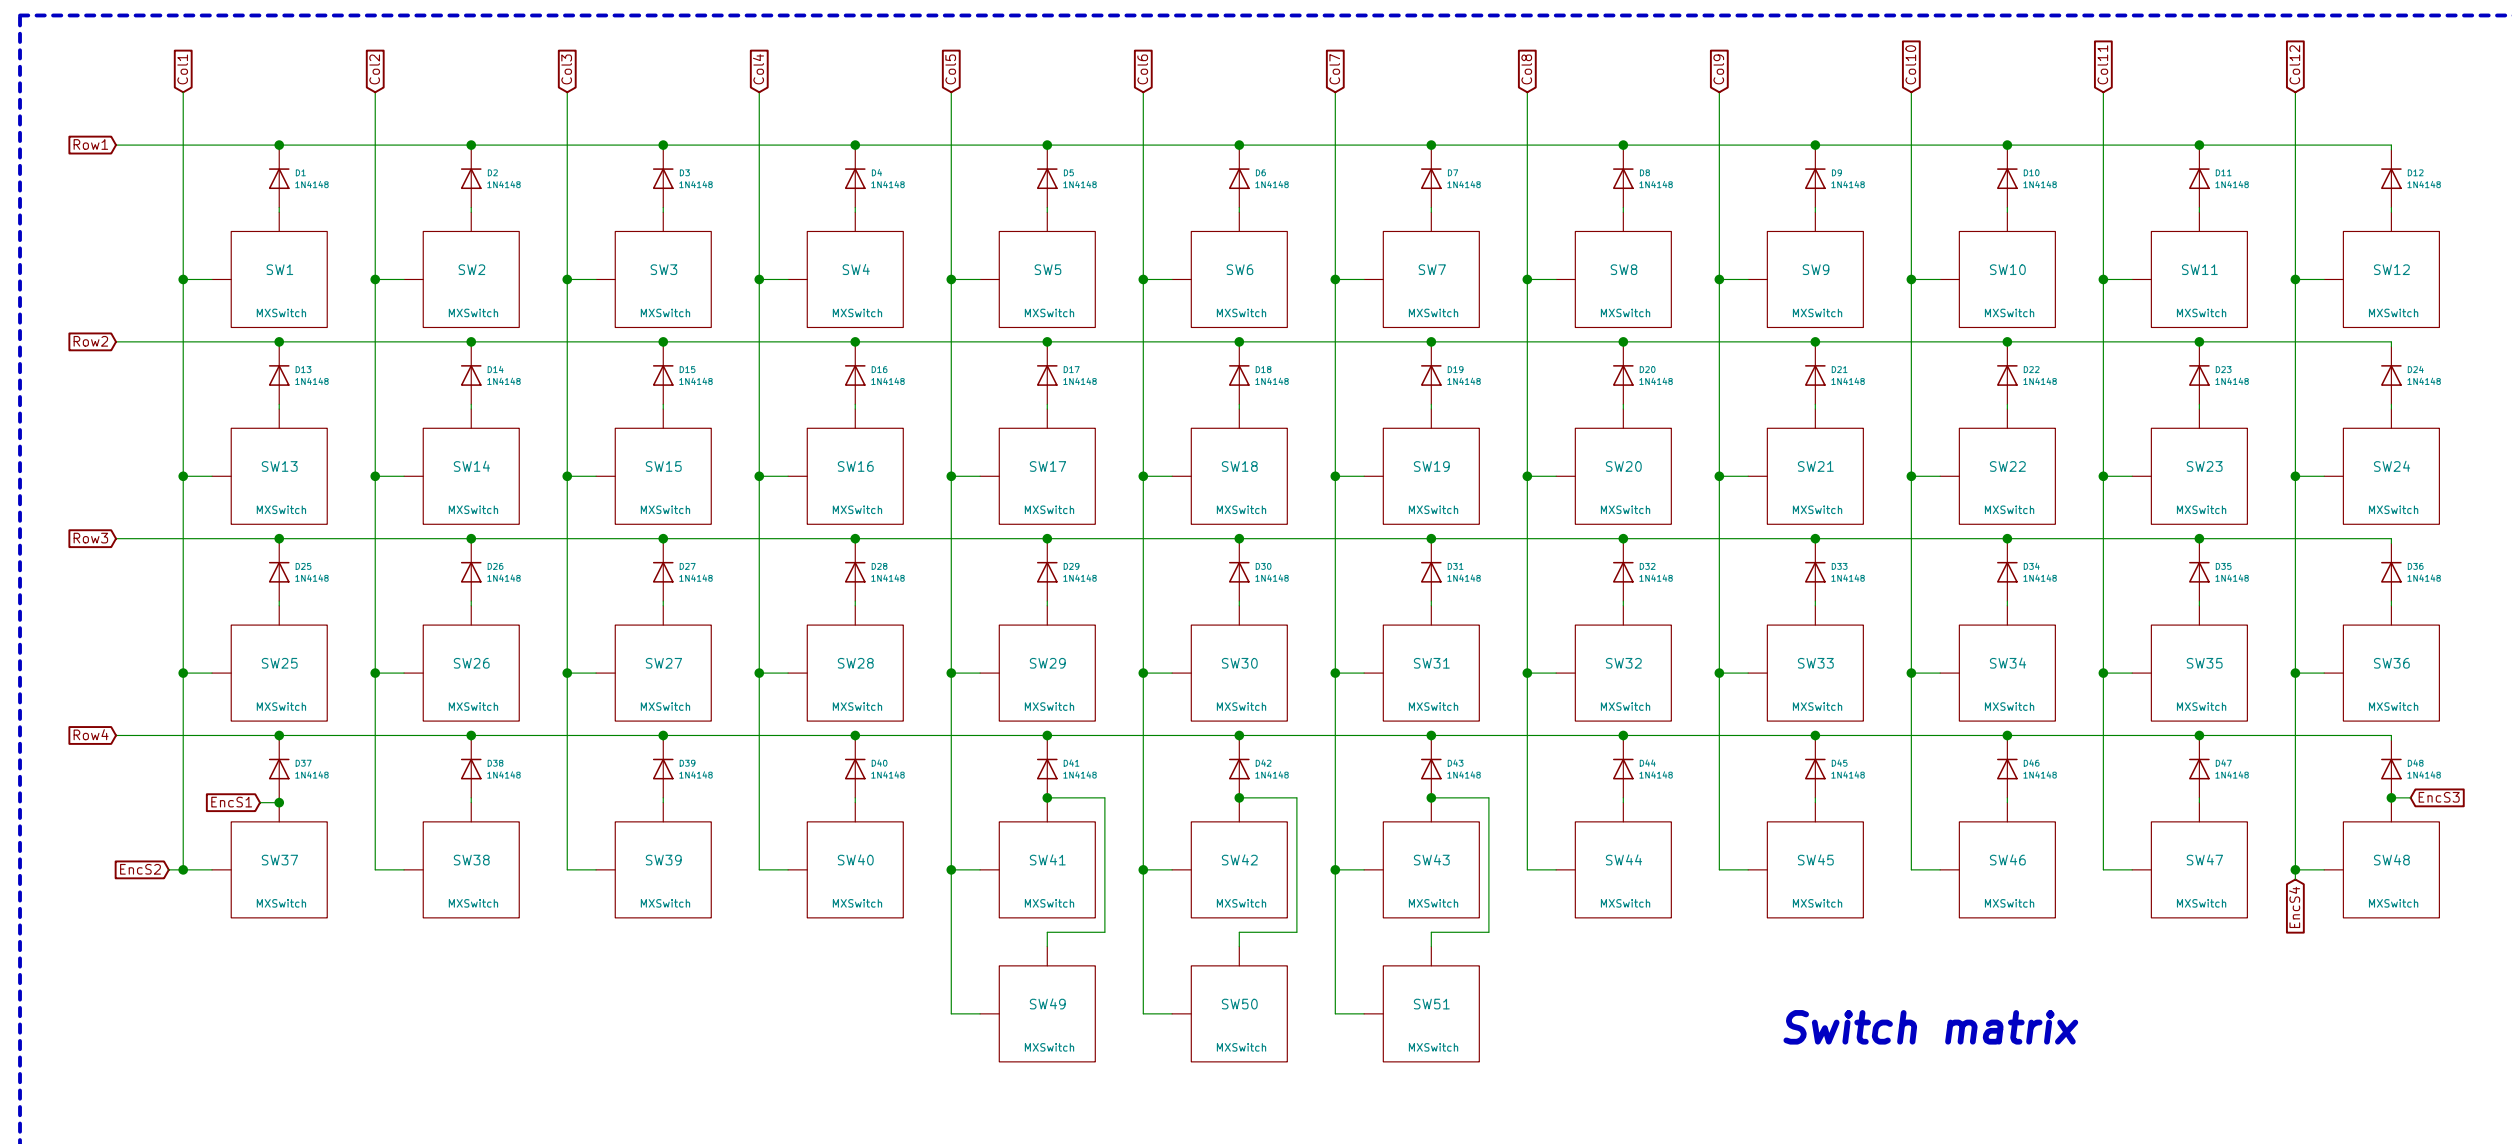 Col1 Col2 Col3 Col4 Col5 Col6 Col7 Col8 Col9 Col10 Col11 Col12
Row1
D1 D2 D3 D4 D5 D6 D7 D8 D9 D10 D11 D12
1N4148 1N4148 1N4148 1N4148 1N4148 1N4148 1N4148 1N4148 1N4148 1N4148 1N4148 1N4148
SW1 SW2 SW3 SW4 SW5 SW6 SW7 SW8 SW9 SW10 SW11 SW12
MXSwitch MXSwitch MXSwitch MXSwitch MXSwitch MXSwitch MXSwitch MXSwitch MXSwitch MXSwitch MXSwitch MXSwitch
Row2
D13 D14 D15 D16 D17 D18 D19 D20 D21 D22 D23 D24
1N4148 1N4148 1N4148 1N4148 1N4148 1N4148 1N4148 1N4148 1N4148 1N4148 1N4148 1N4148
SW13 SW14 SW15 SW16 SW17 SW18 SW19 SW20 SW21 SW22 SW23 SW24
MXSwitch MXSwitch MXSwitch MXSwitch MXSwitch MXSwitch MXSwitch MXSwitch MXSwitch MXSwitch MXSwitch MXSwitch
Row3
D25 D26 D27 D28 D29 D30 D31 D32 D33 D34 D35 D36
1N4148 1N4148 1N4148 1N4148 1N4148 1N4148 1N4148 1N4148 1N4148 1N4148 1N4148 1N4148
SW25 SW26 SW27 SW28 SW29 SW30 SW31 SW32 SW33 SW34 SW35 SW36
MXSwitch MXSwitch MXSwitch MXSwitch MXSwitch MXSwitch MXSwitch MXSwitch MXSwitch MXSwitch MXSwitch MXSwitch
Row4
D37 D38 D39 D40 D41 D42 D43 D44 D45 D46 D47 D48
1N4148 1N4148 1N4148 1N4148 1N4148 1N4148 1N4148 1N4148 1N4148 1N4148 1N4148 1N4148
EncS1 EncS3
SW37 SW38 SW39 SW40 SW41 SW42 SW43 SW44 SW45 SW46 SW47 SW48
EncS2
MXSwitch MXSwitch MXSwitch MXSwitch MXSwitch MXSwitch MXSwitch MXSwitch MXSwitch MXSwitch MXSwitch EncS4 MXSwitch
SW49 SW50 SW51
Switch matrix
MXSwitch MXSwitch MXSwitch